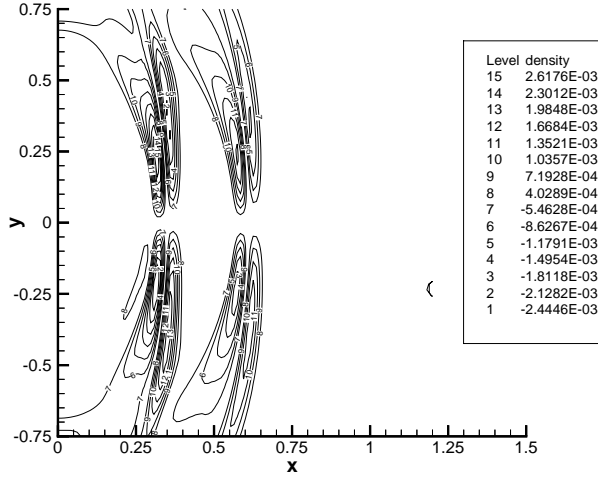 0.75
0.5
0.25
0
-0.25
-0.5
-0.75
y
0
0.25
0.5
0.75
1
1.25
1.5
x
Level density
15 2.6176E-03
14 2.3012E-03
13 1.9848E-03
12 1.6684E-03
11 1.3521E-03
10 1.0357E-03
9 7.1928E-04
8 4.0289E-04
7 -5.4628E-04
6 -8.6267E-04
5 -1.1791E-03
4 -1.4954E-03
3 -1.8118E-03
2 -2.1282E-03
1 -2.4446E-03